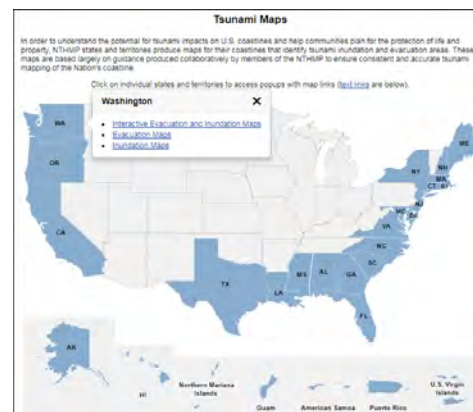 Tsunami Maps
In order to understand the potential for tsunami impacts on U.S. coastlines and help communities plan for the protection of life and
property, NTHMP states and territories produce maps for their coastlines that identify tsunami inundation and evacuation areas. These
maps are based largely on guidance produced collaboratively by members of the NTHMP to ensure consistent and accurate tsunami
mapping of the Nation's coastline.
Click on individual states and territories to access popups with map links (text links are below).
Washington X
Interactive Evacuation and Inundation Maps
Evacuation Maps
Inundation Maps
WA
OR
CA
ME
NH
NY
MA
CT RI
NJ
DE
MD
VA
NC
SC
TX
LA
MS
AL
GA
FL
AK
HI
Northern Mariana
Islands
Guam
American Samoa
Puerto Rico
U.S. Virgin
Islands